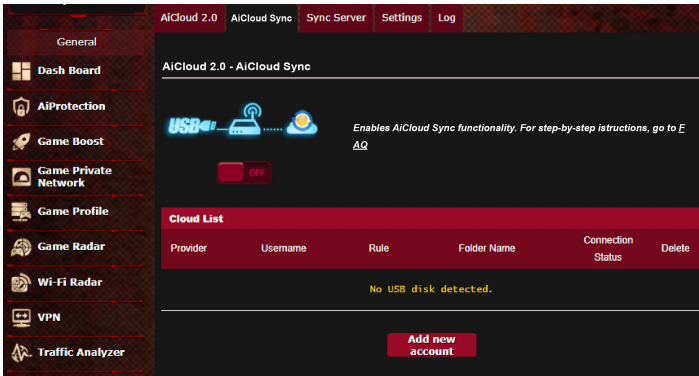 AiCloud 2.0 AiCloud Sync Sync Server Settings Log
General
Dash Board
AiProtection
Game Boost
Game Private
Network
Game Profile
Game Radar
Wi-Fi Radar
VPN
Traffic Analyzer
AiCloud 2.0 - AiCloud Sync
USB
Enables AiCloud Sync functionality. For step-by-step istructions, go to F
AQ
OFF
Cloud List
Provider Username Rule Folder Name Connection Status Delete
No USB disk detected.
Add new
account